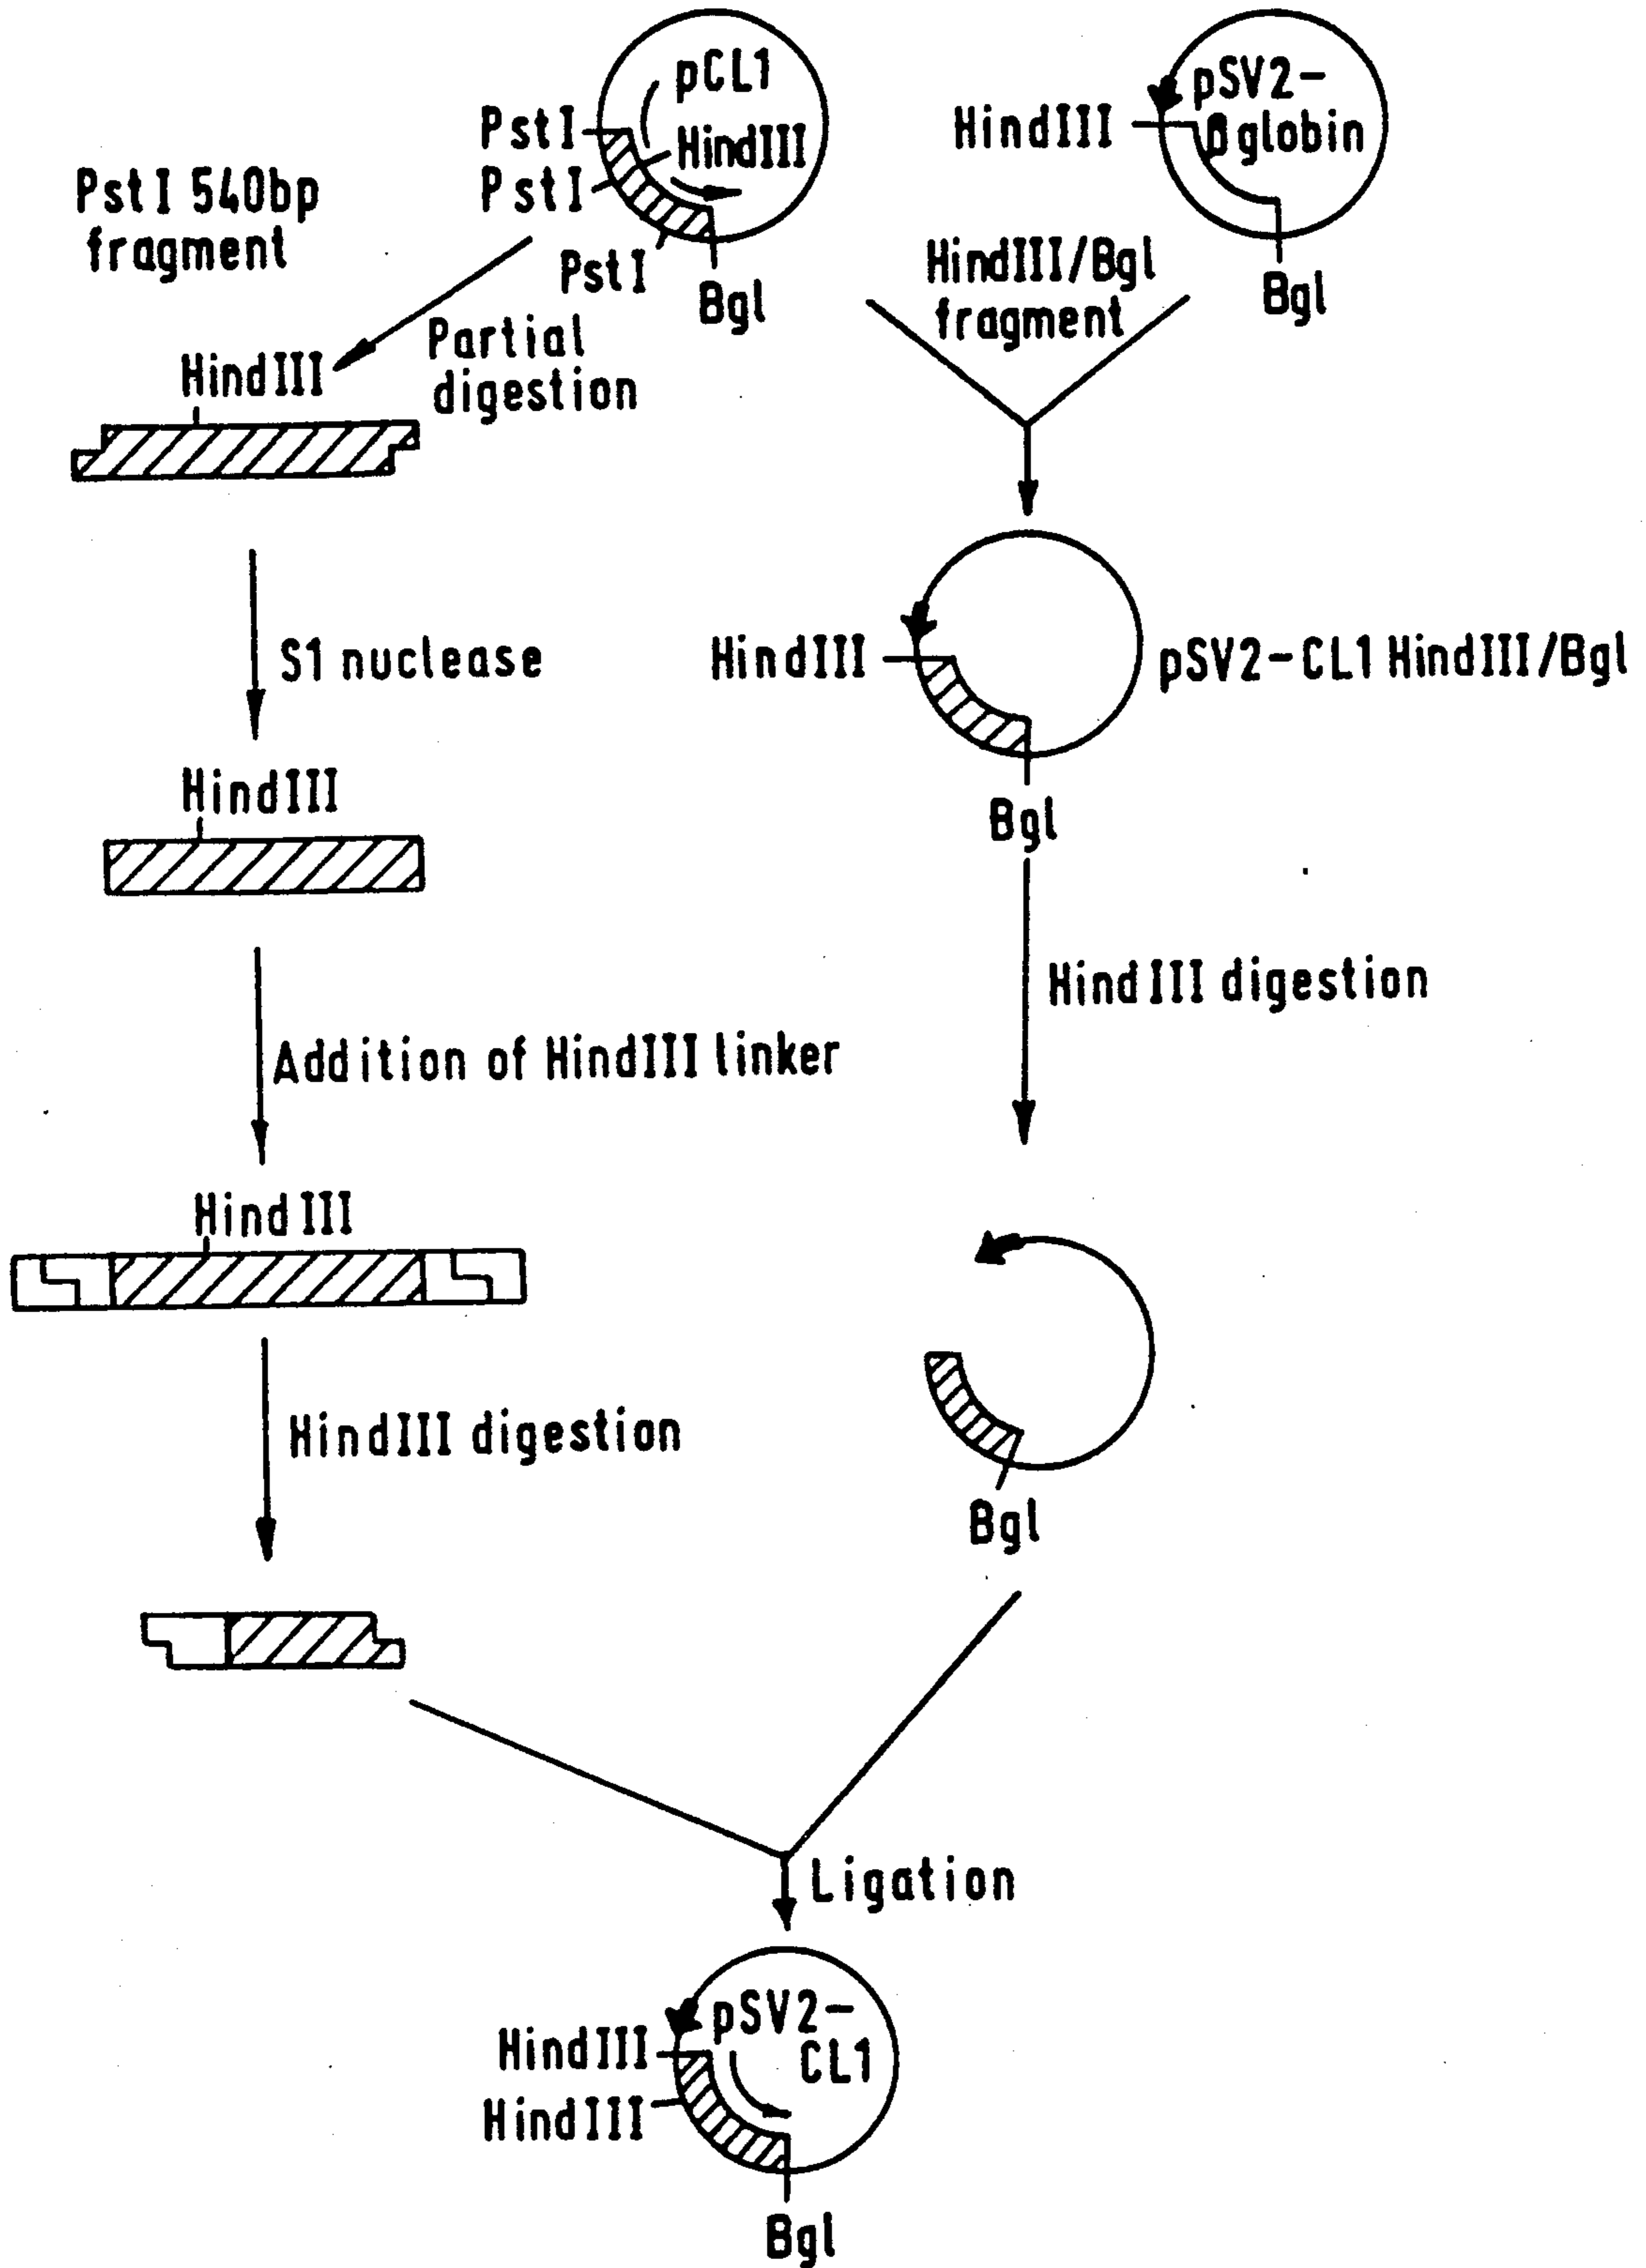 pCL1
HindIII
PstI
PstI
PstI
Bgl
pSV2-
βglobin
HindIII
Bgl
PstI 540bp
fragment
Partial
digestion
HindIII/Bgl
fragment
HindIII
S1 nuclease
HindIII
pSV2-CL1 HindIII/Bgl
Bgl
HindIII
HindIII digestion
Addition of HindIII linker
HindIII
HindIII digestion
Bgl
Ligation
pSV2-
CL1
HindIII
HindIII
Bgl